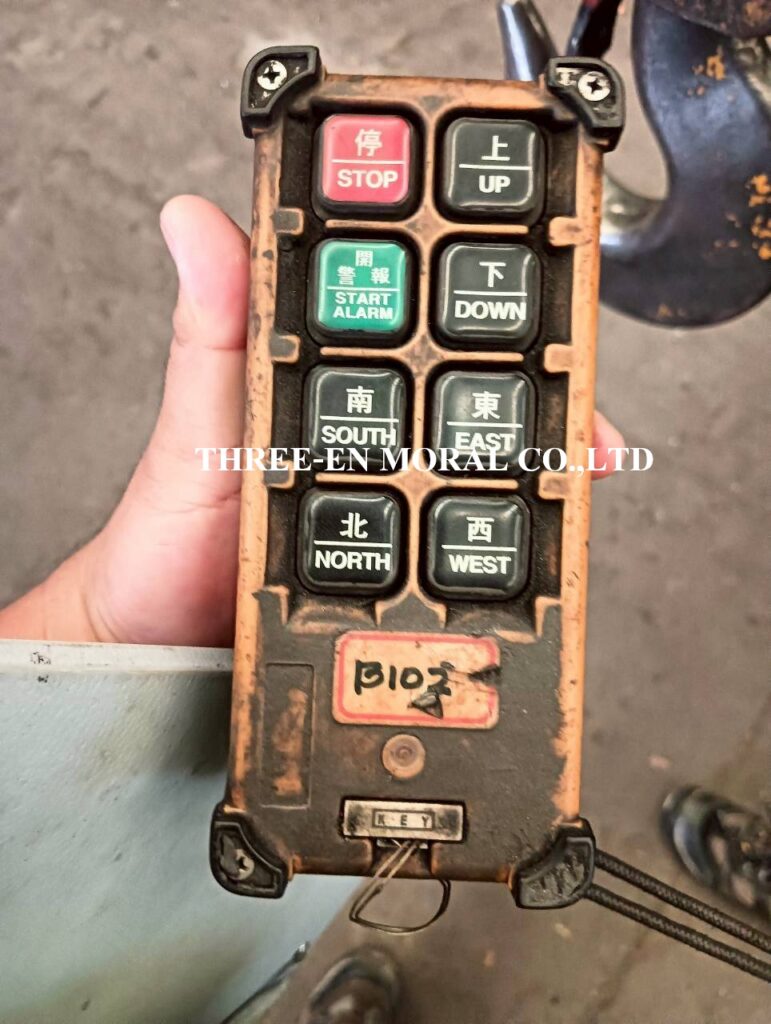 停
STOP
上
UP
開
警 報
START
ALARM
下
DOWN
南
SOUTH
東
EAST
THREE-EN MORAL CO.,LTD
北
NORTH
西
WEST
B102
KEY